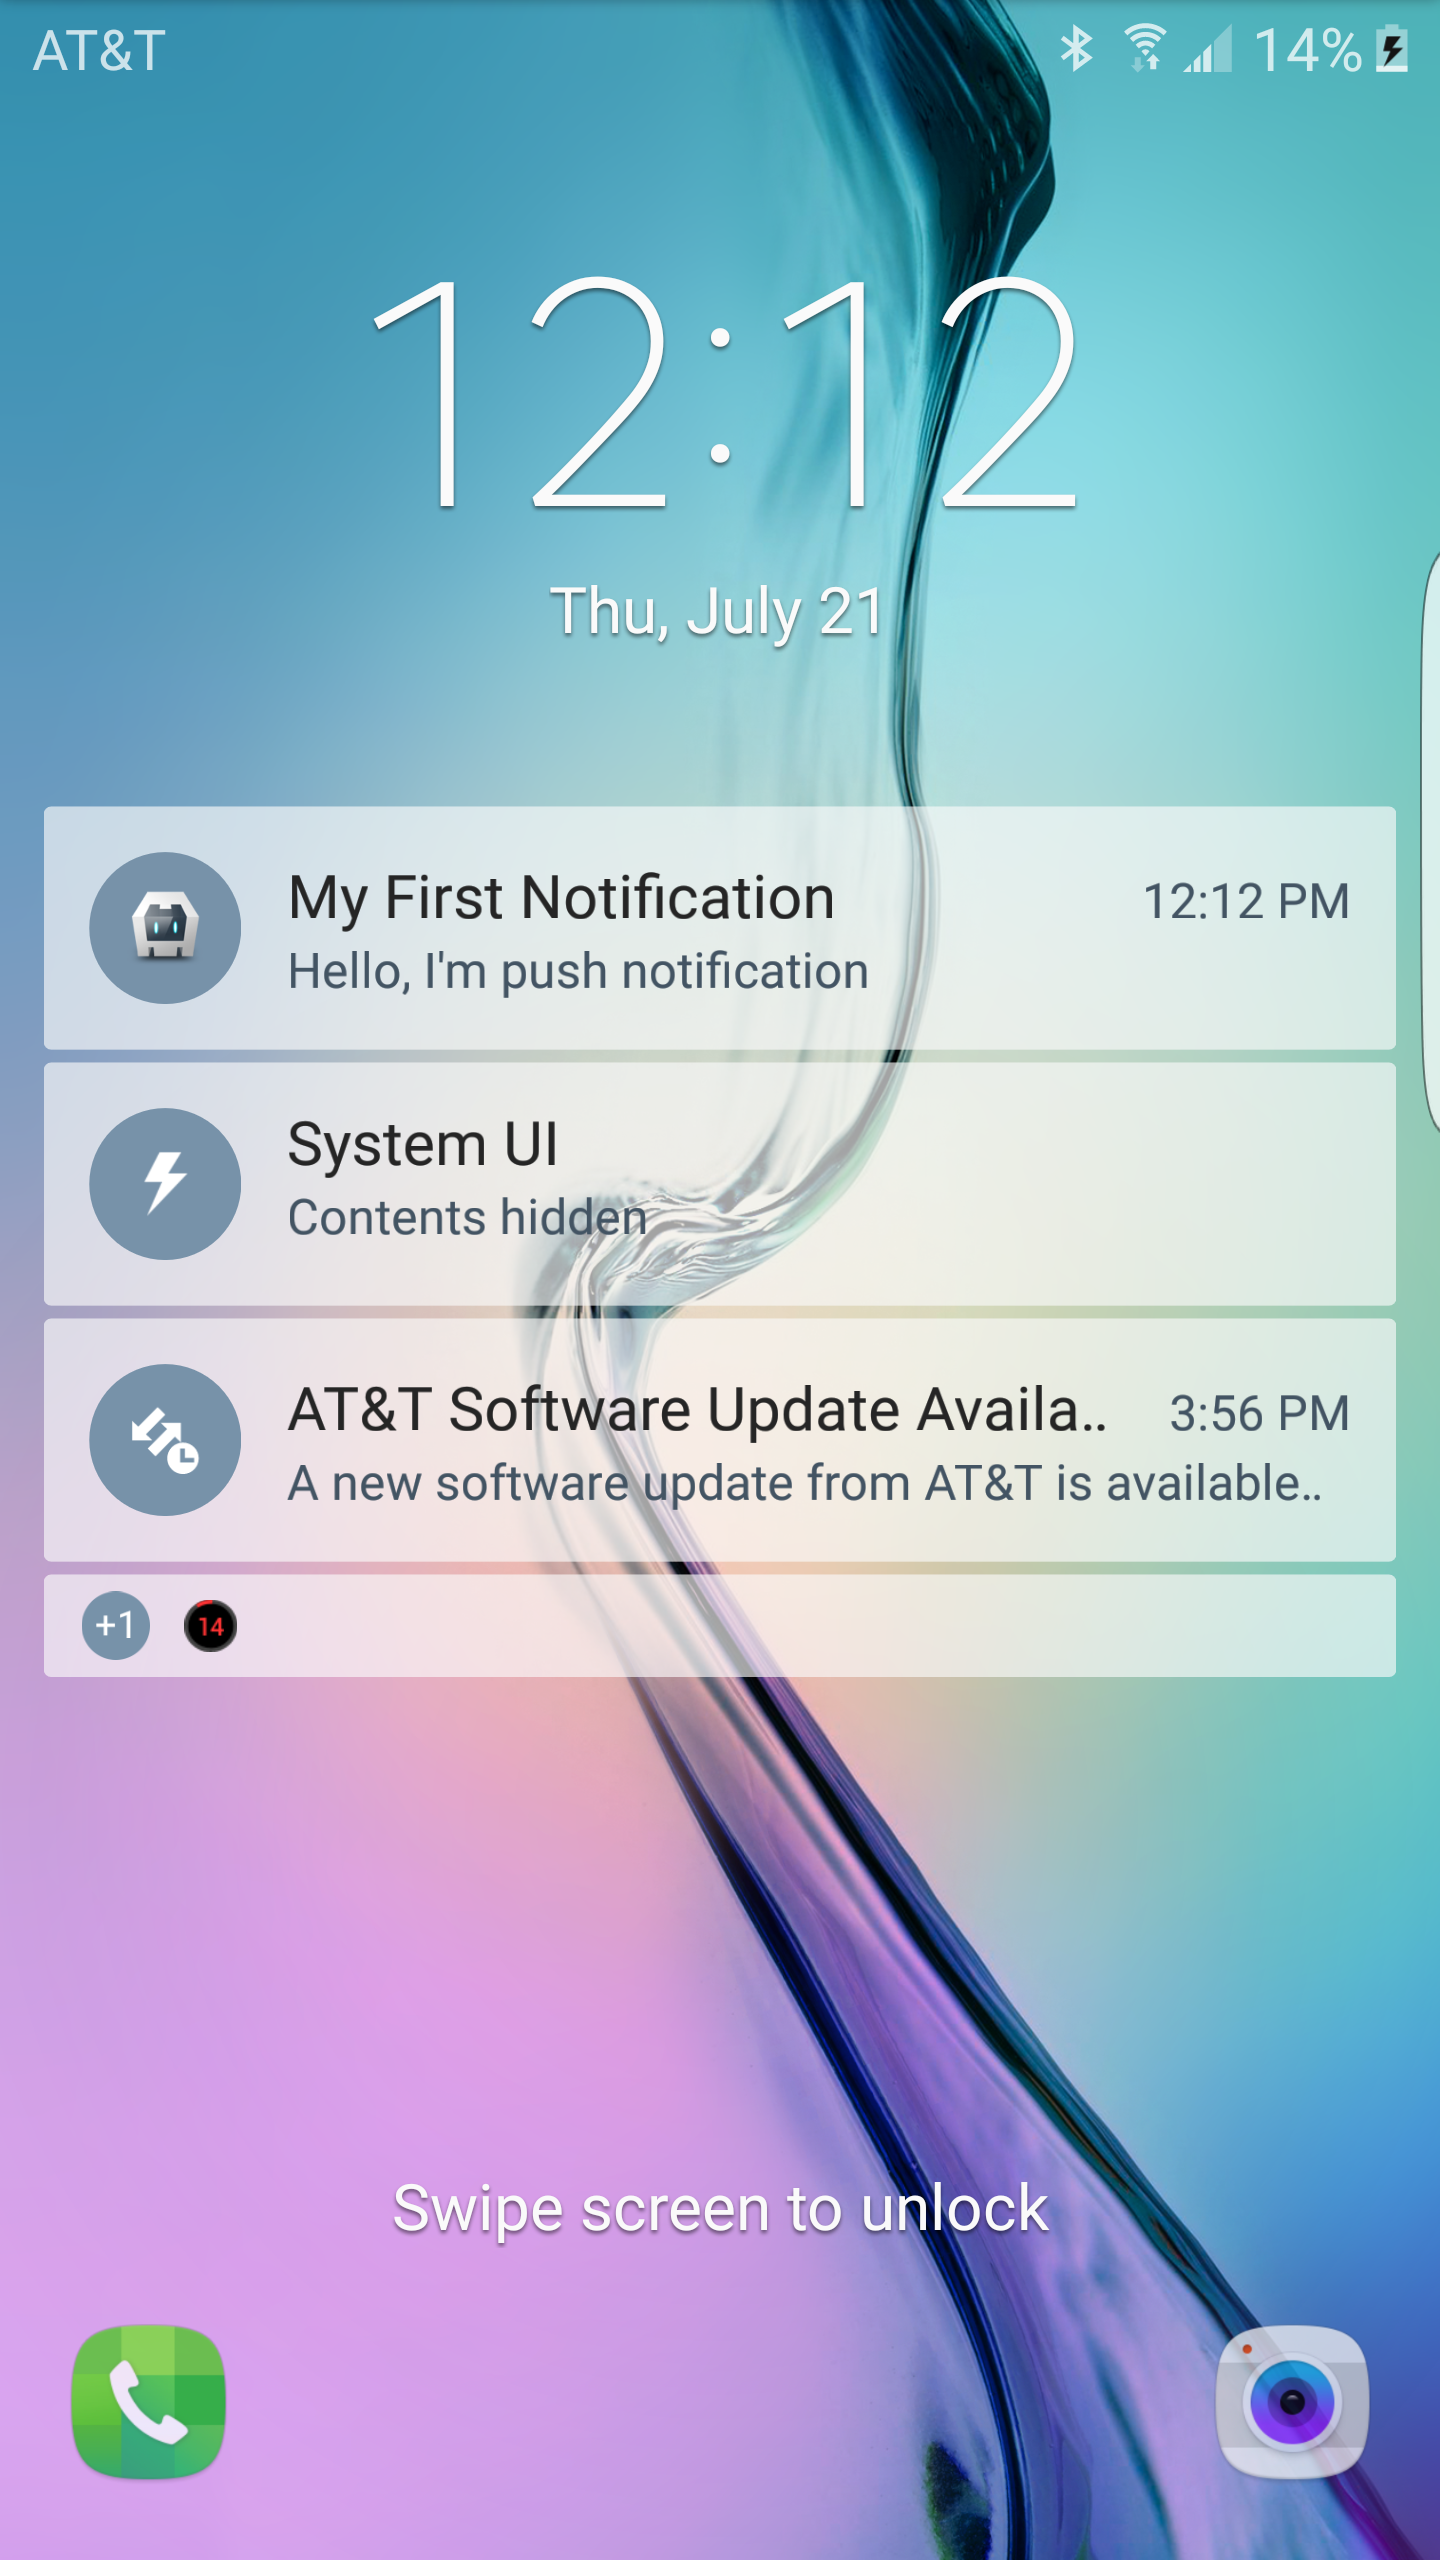 AT&T 14%
12:12
Thu, July 21
My First Notification 12:12 PM
Hello, I'm push notification
System UI
Contents hidden
AT&T Software Update Availa.. 3:56 PM
A new software update from AT&T is available..
+1 14
Swipe screen to unlock